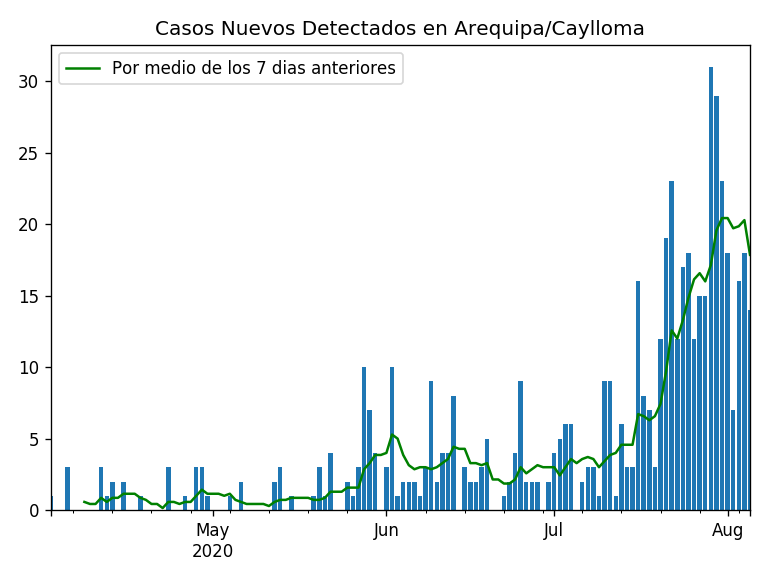 Casos Nuevos Detectados en Arequipa/Caylloma
Por medio de los 7 dias anteriores
30
25
20
15
10
5
0
May
2020
Jun
Jul
Aug